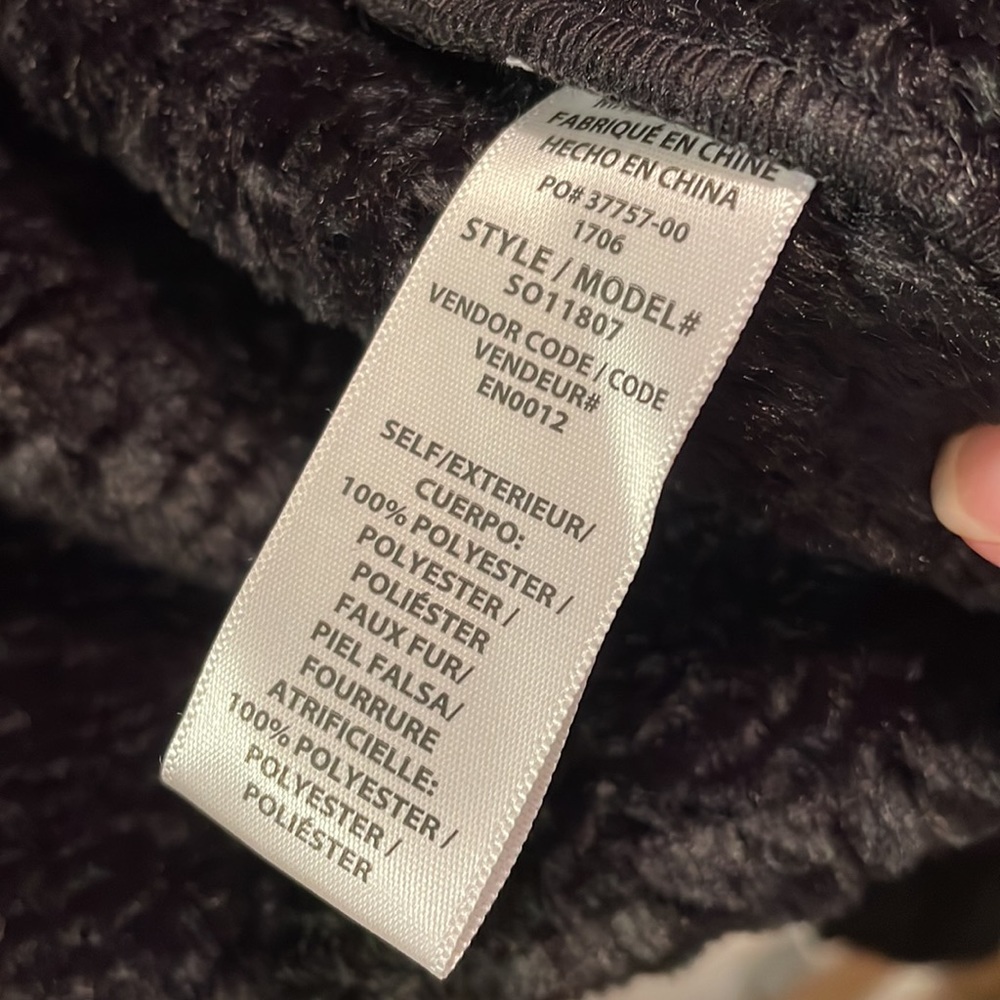 FABRIQUÉ EN CHINE
HECHO EN CHINA
PO# 37757-00
1706
STYLE / MODEL#
SO11807
VENDOR CODE / CODE
VENDEUR#
EN0012
SELF/EXTERIEUR/
CUERPO:
100% POLYESTER /
POLYESTER /
POLIÉSTER
FAUX FUR/
PIEL FALSA/
FOURRURE
ATRIFICIELLE:
100% POLYESTER /
POLYESTER /
POLIÉSTER